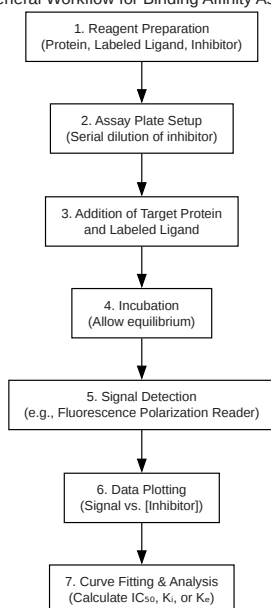 eneral Workflow for Binding Affinity As
1. Reagent Preparation
(Protein, Labeled Ligand, Inhibitor)
2. Assay Plate Setup
(Serial dilution of inhibitor)
3. Addition of Target Protein
and Labeled Ligand
4. Incubation
(Allow equilibrium)
5. Signal Detection
(e.g., Fluorescence Polarization Reader)
6. Data Plotting
(Signal vs. [Inhibitor])
7. Curve Fitting & Analysis
(Calculate IC₅₀, Kᵢ, or Kₑ)